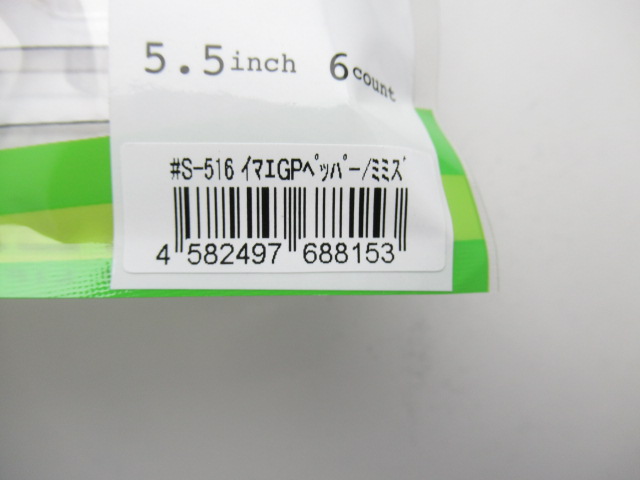 5.5inch 6count
#S-516 ｲﾏｴGPﾍﾟｯﾊﾟｰ/ﾐﾐｽﾞ
4 582497 688153